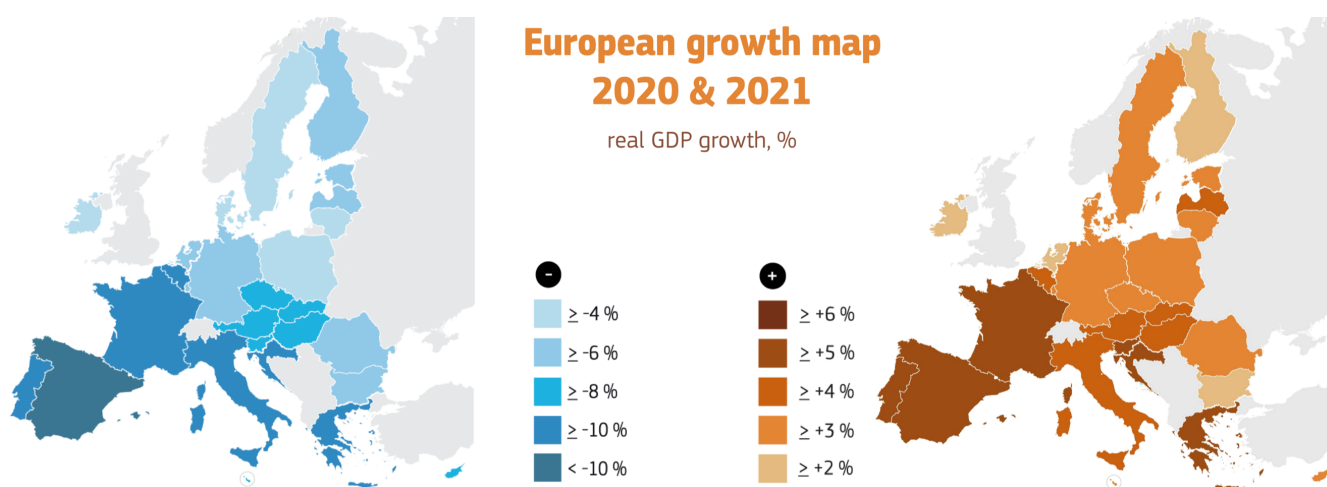 European growth map
2020 & 2021
real GDP growth, %
-
≥ -4 %
≥ -6 %
≥ -8 %
≥ -10 %
< -10 %
+
≥ +6 %
≥ +5 %
≥ +4 %
≥ +3 %
≥ +2 %